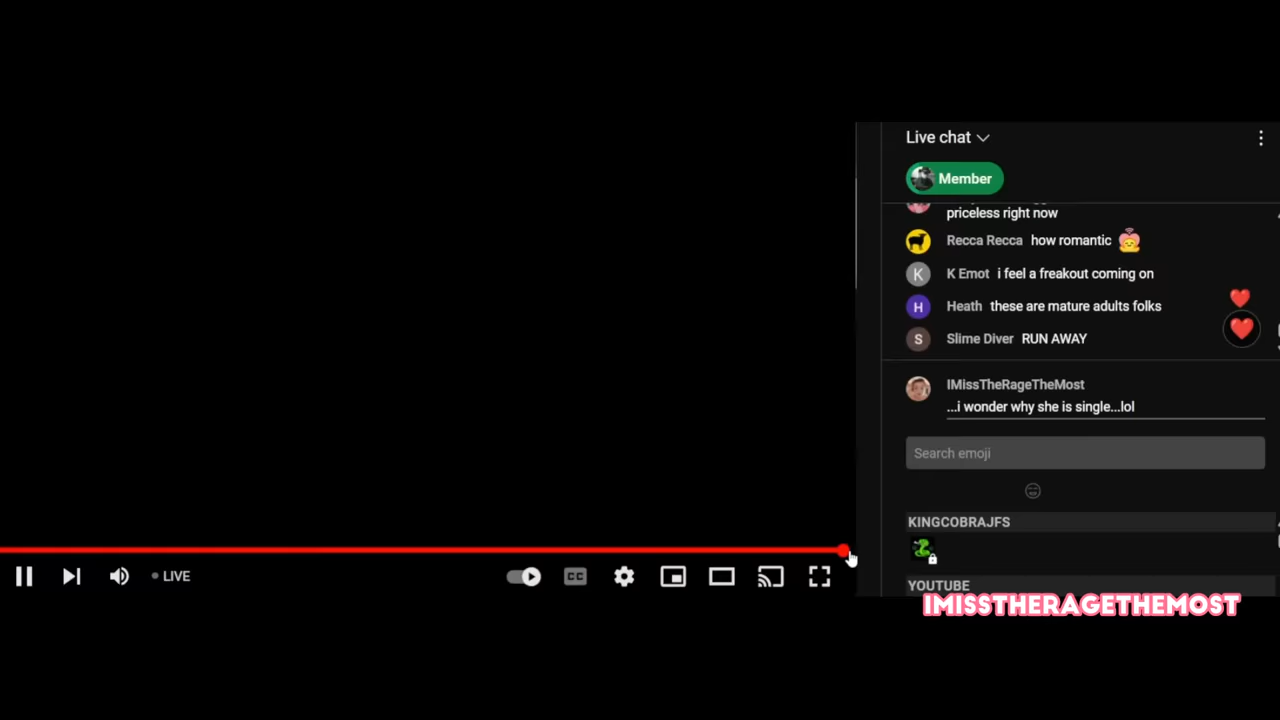 Live chat
Member
priceless right now
Recca Recca how romantic
K K Emot i feel a freakout coming on
H Heath these are mature adults folks
S Slime Diver RUN AWAY
IMissTheRageTheMost
...i wonder why she is single...lol
Search emoji
KINGCOBRAJFS
YOUTUBE
LIVE
CC
IMISSTHERAGETHEMOST